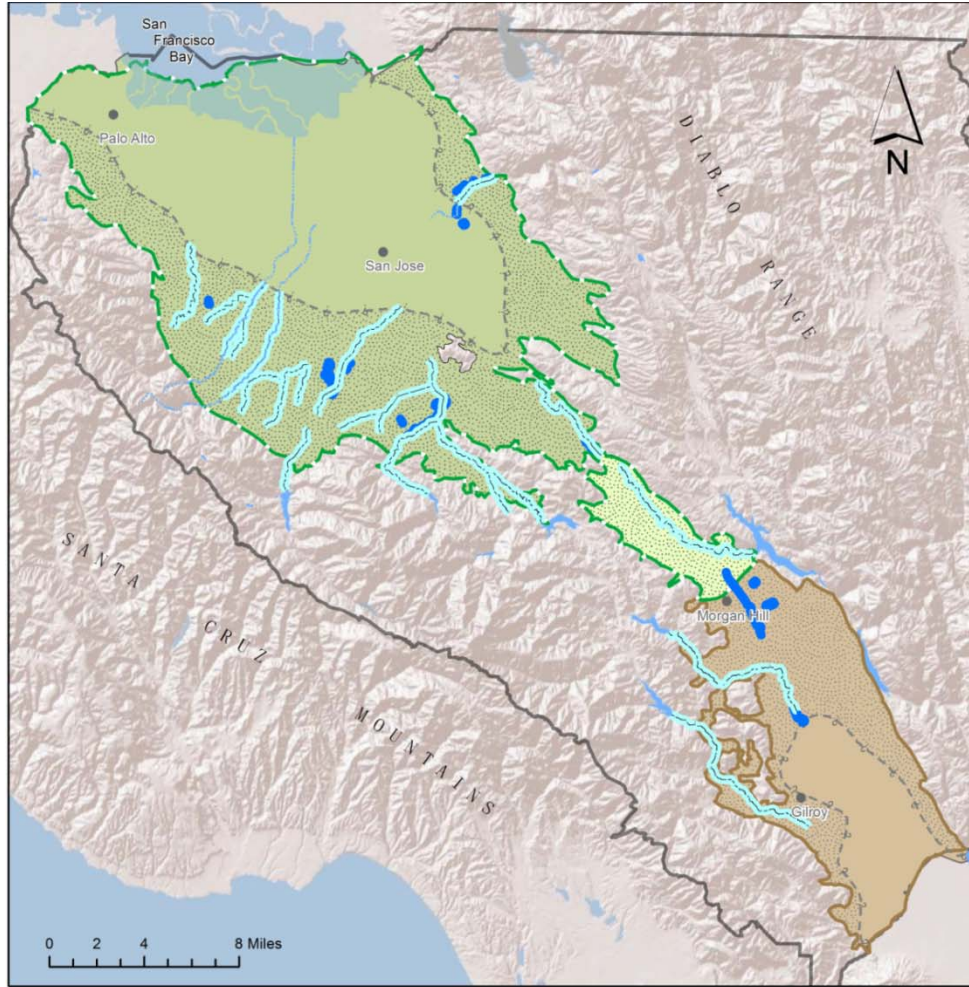 San
Francisco
Bay
Palo Alto
N
DIABLO
RANGE
San Jose
SANTA
CRUZ
MOUNTAINS
Morgan Hill
Gilroy
0 2 4 8 Miles